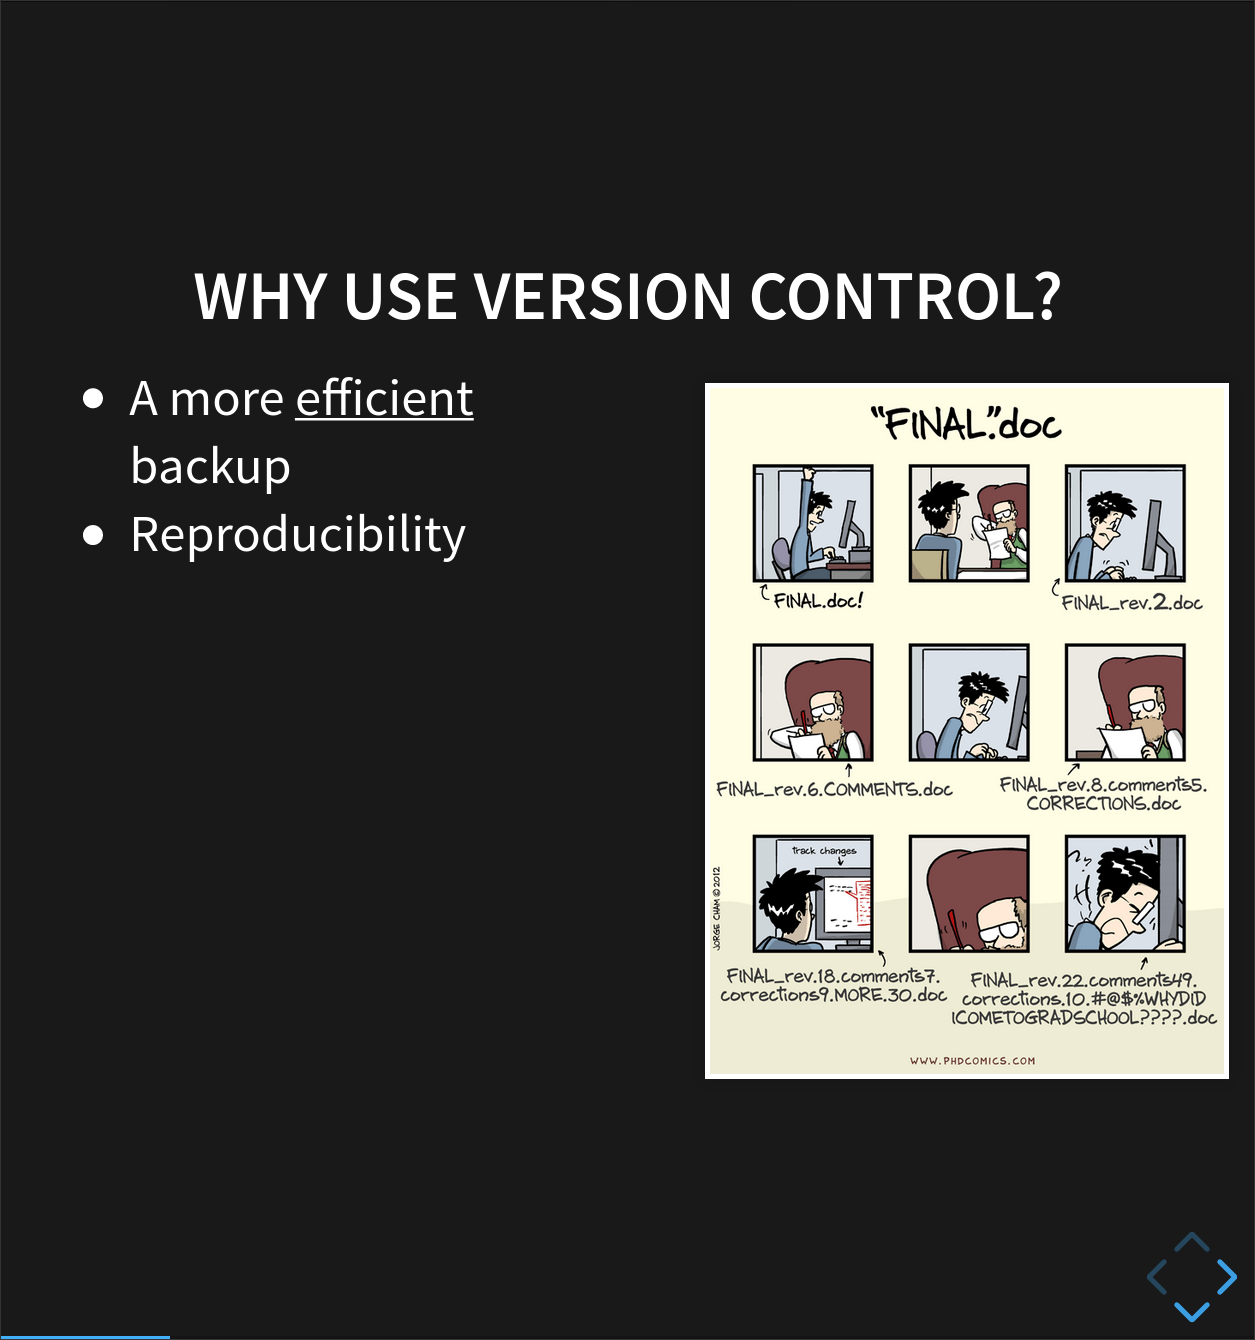 WHY USE VERSION CONTROL?
A more efficient
backup
Reproducibility
"FINAL".doc
FINAL.doc!
FINAL_rev.2.doc
FINAL_rev.6.COMMENTS.doc
FINAL_rev.8.comments5.
CORRECTIONS.doc
track changes
JORGE CHAM © 2012
FINAL_rev.18.comments7.
corrections9.MORE.30.doc
FINAL_rev.22.comments49.
corrections.10.#@$%WHYDID
ICOMETOGRADSCHOOL????.doc
WWW.PHDCOMICS.COM